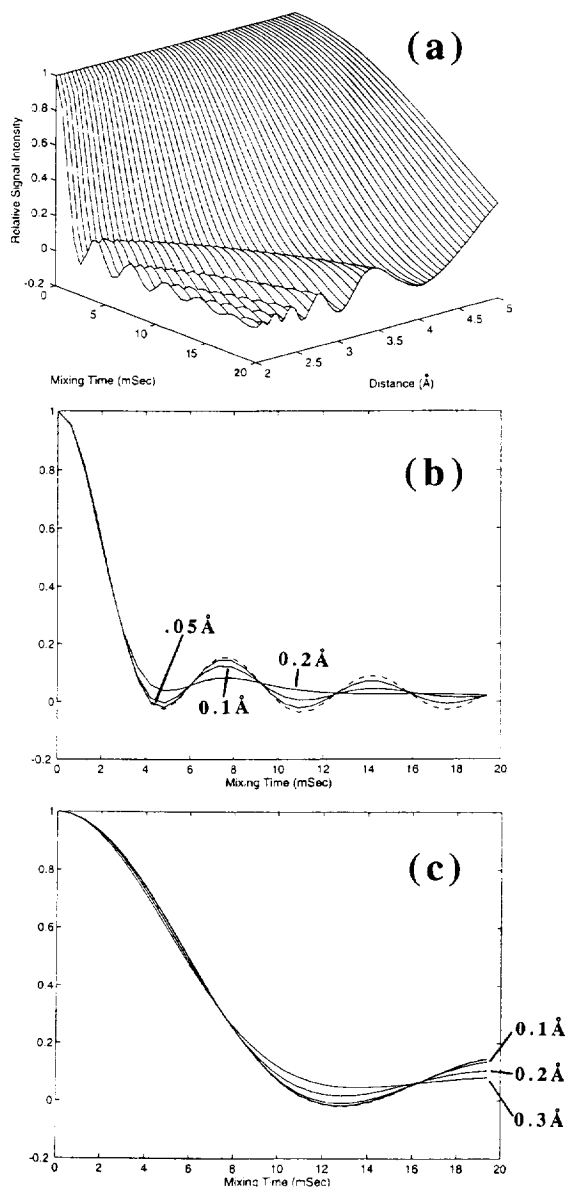 (a)
1
0.8
0.6
0.4
0.2
0
-0.2
Relative Signal Intensity
0
5
10
15
20
Mixing Time (mSec)
2
2.5
3
3.5
4
4.5
5
Distance (Å)
(b)
1
0.8
0.6
0.4
0.2
0
-0.2
.05Å
0.1Å
0.2Å
0 2 4 6 8 10 12 14 16 18 20
Mixing Time (mSec)
(c)
1
0.8
0.6
0.4
0.2
0
-0.2
0.1Å
0.2Å
0.3Å
0 2 4 6 8 10 12 14 16 18 20
Mixing Time (mSec)